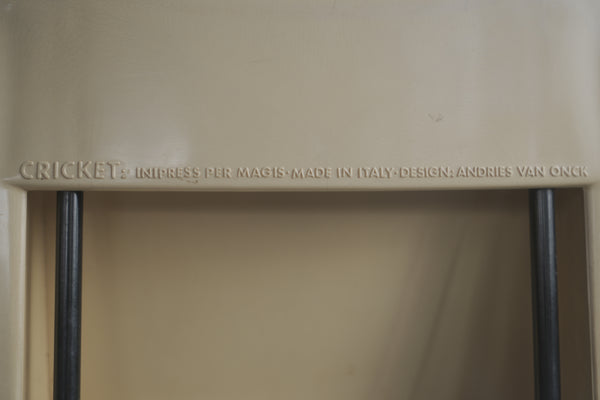 CRICKET: INIPRESS PER MAGIS·MADE IN ITALY·DESIGN: ANDRIES VAN ONCK